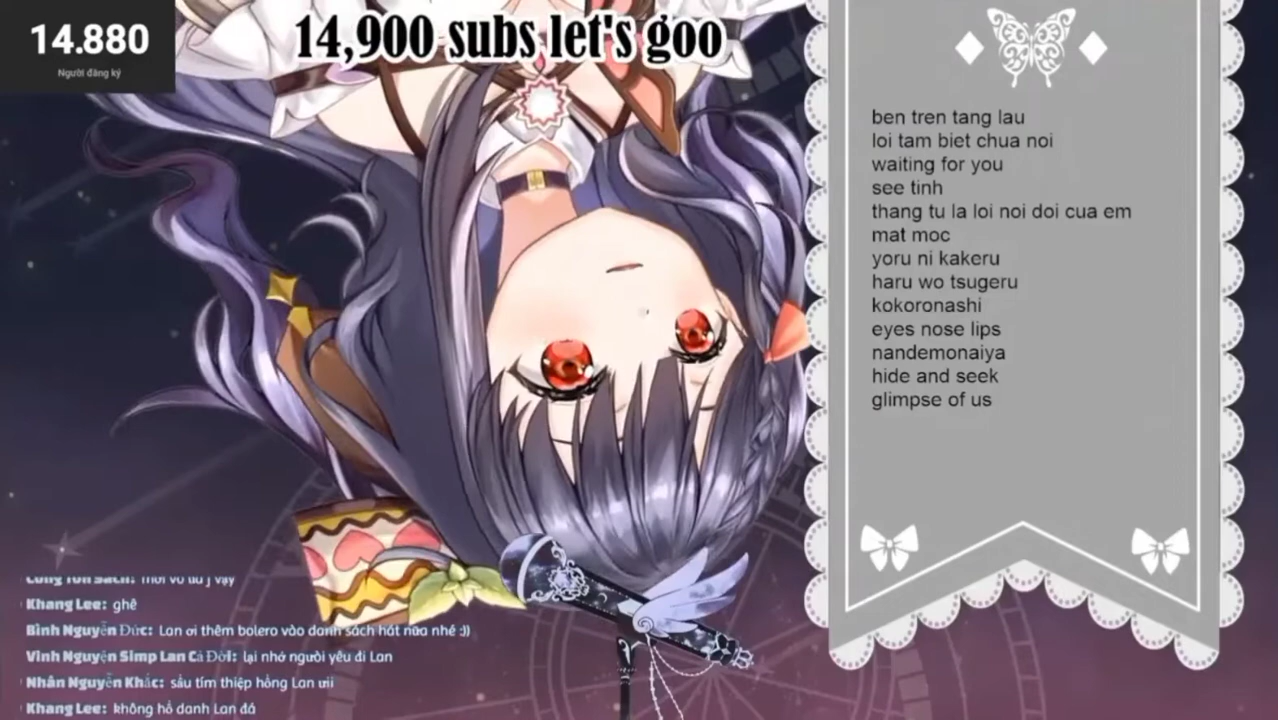 14.880
Người đăng ký
14,900 subs let's goo
ben tren tang lau
loi tam biet chua noi
waiting for you
see tinh
thang tu la loi noi doi cua em
mat moc
yoru ni kakeru
haru wo tsugeru
kokoronashi
eyes nose lips
nandemonaiya
hide and seek
glimpse of us
Khang Lee: ghê
Bình Nguyễn Đức: Lan ơi thêm bolero vào danh sách hát nữa nhé :))
Vinh Nguyện Simp Lan Cả Đời: lại nhớ người yêu đi Lan
Nhân Nguyễn Khắc: sầu tím thiệp hồng Lan ưii
Khang Lee: không hổ danh Lan đá